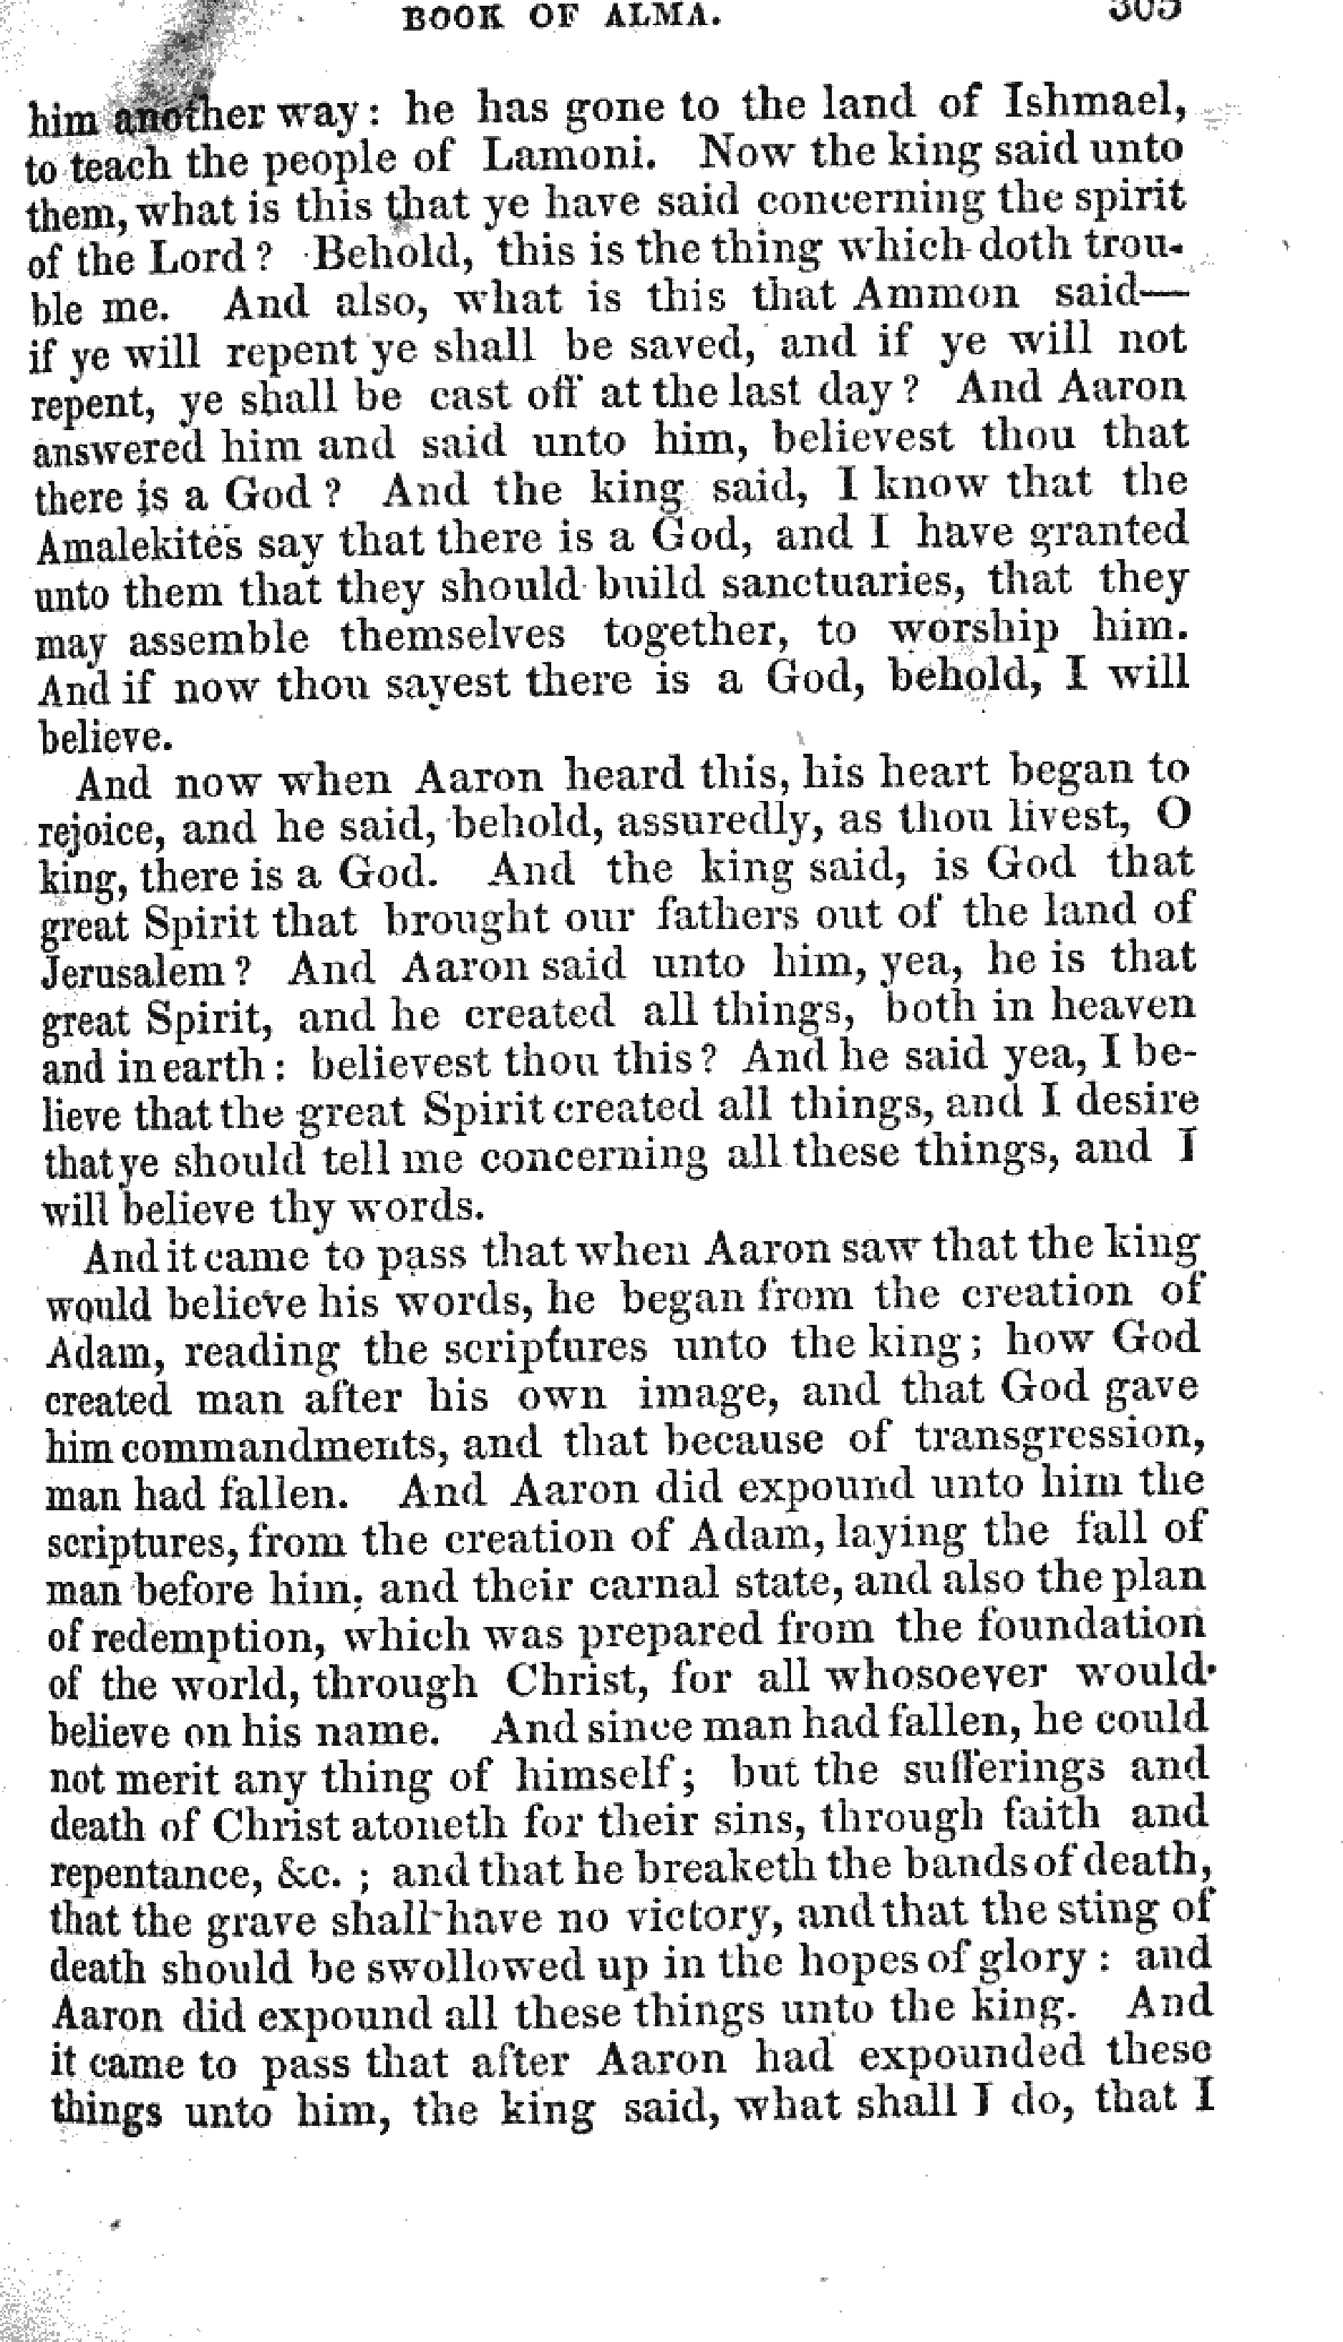 BOOK OF ALMA. 305
him another way: he has gone to the land of Ishmael,
to teach the people of Lamoni. Now the king said unto
them, what is this that ye have said concerning the spirit
of the Lord? Behold, this is the thing which doth trou-
ble me. And also, what is this that Ammon said—
if ye will repent ye shall be saved, and if ye will not
repent, ye shall be cast off at the last day? And Aaron
answered him and said unto him, believest thou that
there is a God? And the king said, I know that the
Amalekites say that there is a God, and I have granted
unto them that they should build sanctuaries, that they
may assemble themselves together, to worship him.
And if now thou sayest there is a God, behold, I will
believe.
And now when Aaron heard this, his heart began to
rejoice, and he said, behold, assuredly, as thou livest, O
king, there is a God. And the king said, is God that
great Spirit that brought our fathers out of the land of
Jerusalem? And Aaron said unto him, yea, he is that
great Spirit, and he created all things, both in heaven
and in earth: believest thou this? And he said yea, I be-
lieve that the great Spirit created all things, and I desire
that ye should tell me concerning all these things, and I
will believe thy words.
And it came to pass that when Aaron saw that the king
would believe his words, he began from the creation of
Adam, reading the scriptures unto the king; how God
created man after his own image, and that God gave
him commandments, and that because of transgression,
man had fallen. And Aaron did expound unto him the
scriptures, from the creation of Adam, laying the fall of
man before him, and their carnal state, and also the plan
of redemption, which was prepared from the foundation
of the world, through Christ, for all whosoever would
believe on his name. And since man had fallen, he could
not merit any thing of himself; but the sufferings and
death of Christ atoneth for their sins, through faith and
repentance, &c. ; and that he breaketh the bands of death,
that the grave shall have no victory, and that the sting of
death should be swollowed up in the hopes of glory: and
Aaron did expound all these things unto the king. And
it came to pass that after Aaron had expounded these
things unto him, the king said, what shall I do, that I